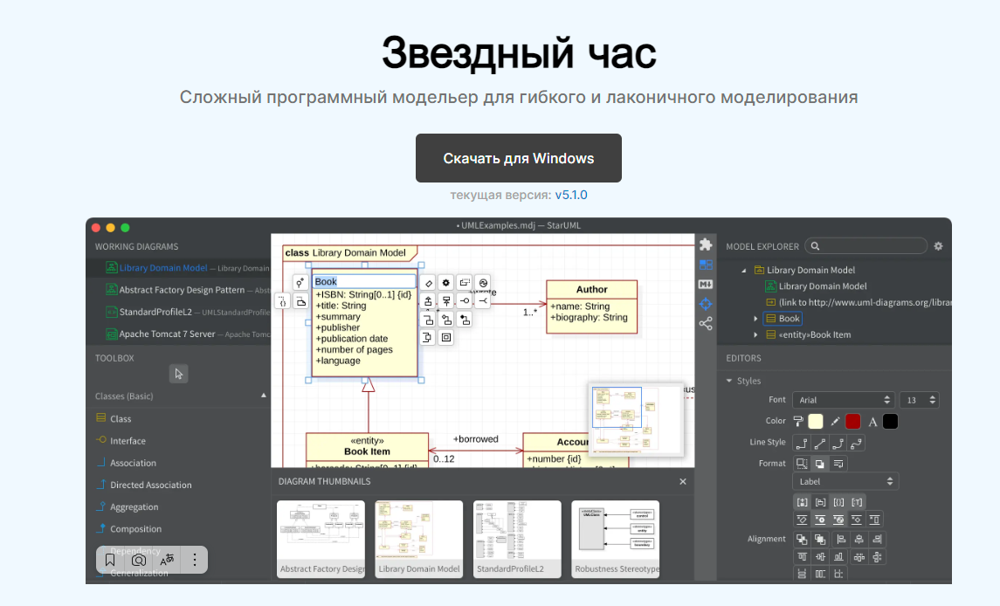 Звездный час
Сложный программный модельер для гибкого и лаконичного моделирования
Скачать для Windows
текущая версия: v5.1.0
• UMLExamples.mdj — StarUML
WORKING DIAGRAMS
Library Domain Model — Library Domain
Abstract Factory Design Pattern — Abst
StandardProfileL2 — UMLStandardProfile
Apache Tomcat 7 Server — Apache Tomc
TOOLBOX
Classes (Basic)
Class
Interface
Association
Directed Association
Aggregation
Composition
Dependency
Generalization
class Library Domain Model
Book
+ISBN: String[0..1] {id}
+title: String
+summary
+publisher
+publication date
+number of pages
+language
1..*
Author
+name: String
+biography: String
«entity»
Book Item
+barcode: String[0..1] {id}
+borrowed
0..12
Accou
+number {id}
DIAGRAM THUMBNAILS
Abstract Factory Design
Library Domain Model
StandardProfileL2
Robustness Stereotype
MODEL EXPLORER
Library Domain Model
Library Domain Model
(link to http://www.uml-diagrams.org/librar
Book
«entity»Book Item
EDITORS
Styles
Font Arial 13
Color A
Line Style
Format
Label
Alignment